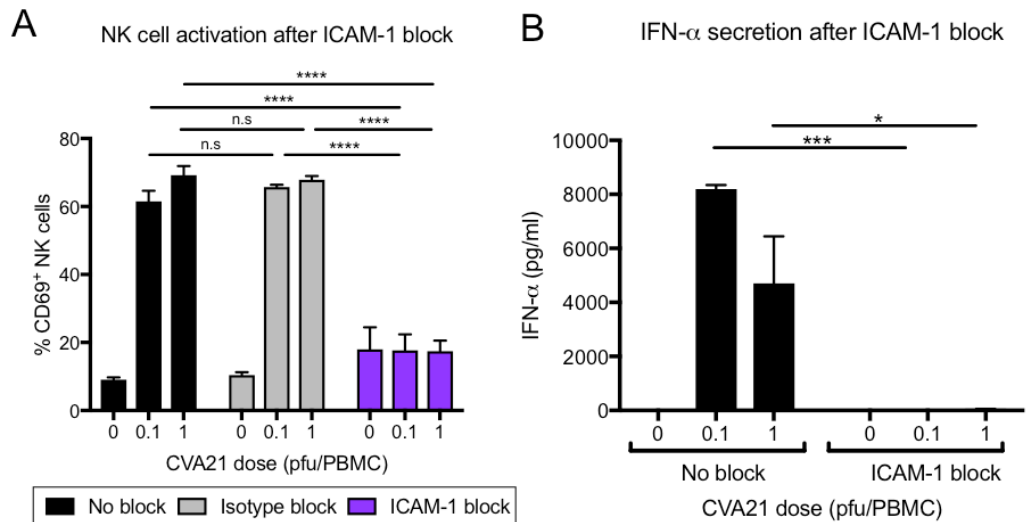 A
NK cell activation after ICAM-1 block
****
****
n.s
****
n.s
****
80
60
40
20
0
% CD69⁺ NK cells
0 0.1 1 0 0.1 1 0 0.1 1
CVA21 dose (pfu/PBMC)
No block Isotype block ICAM-1 block
B
IFN-α secretion after ICAM-1 block
*
***
10000
8000
6000
4000
2000
0
IFN-α (pg/ml)
0 0.1 1 0 0.1 1
No block ICAM-1 block
CVA21 dose (pfu/PBMC)